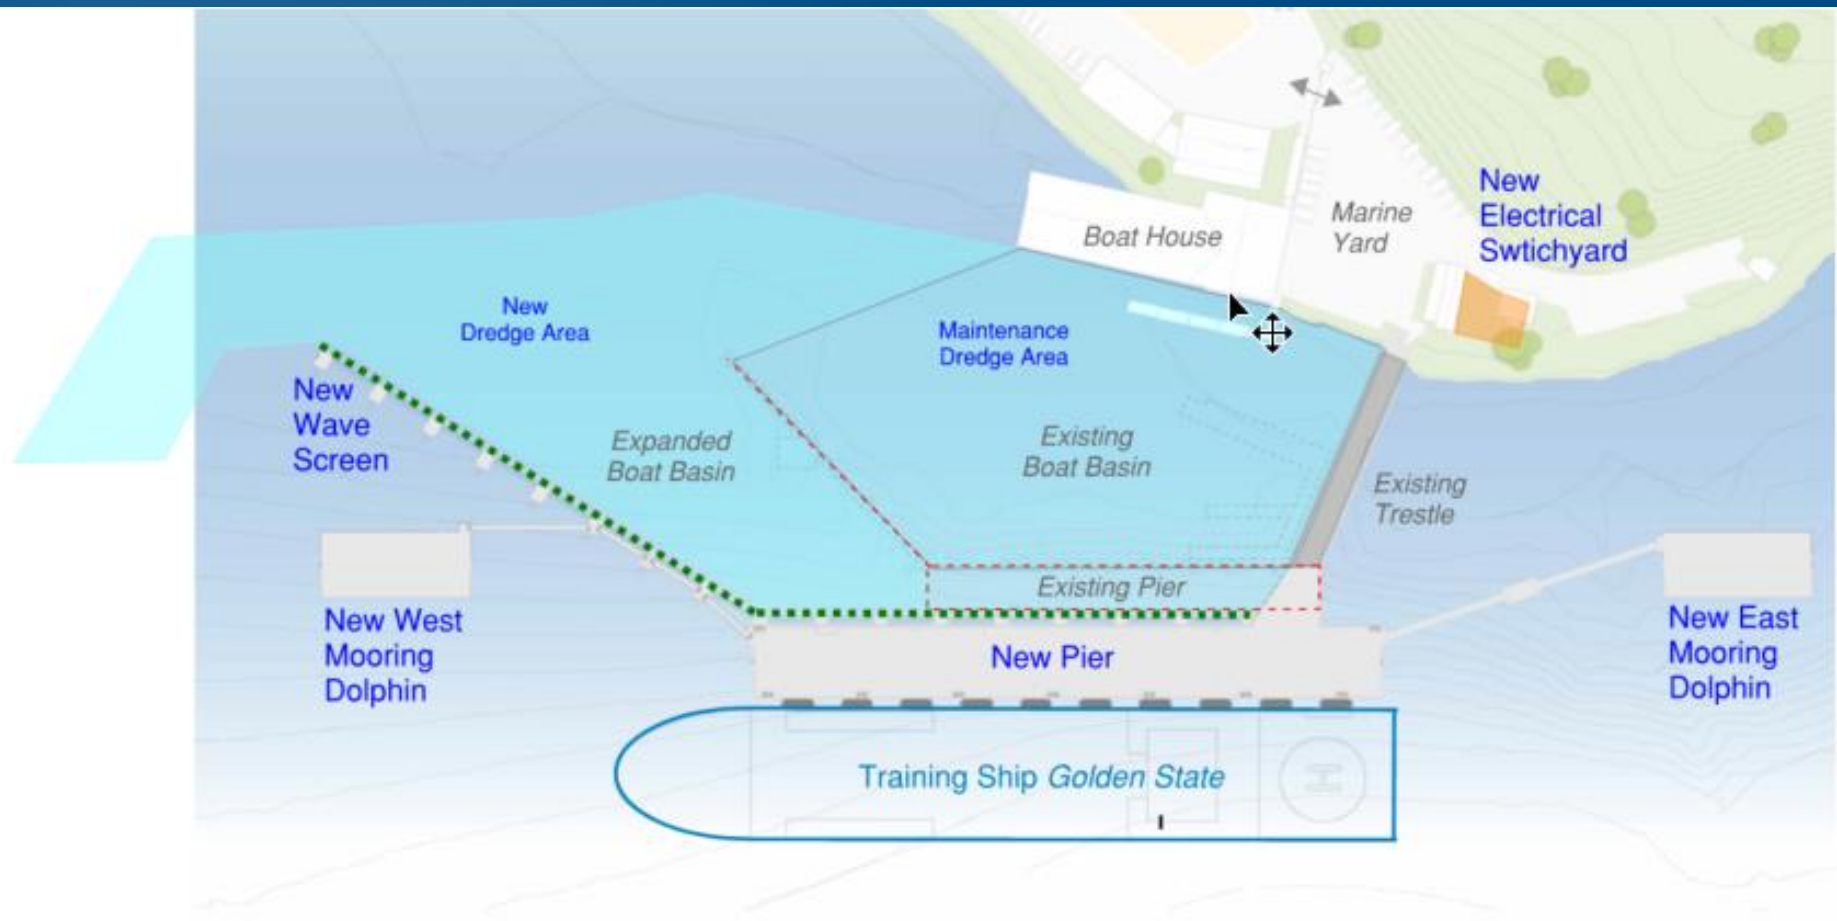 Boat House
Marine
Yard
New
Electrical
Swtichyard
New
Dredge Area
Maintenance
Dredge Area
New
Wave
Screen
Expanded
Boat Basin
Existing
Boat Basin
Existing
Trestle
Existing Pier
New West
Mooring
Dolphin
New Pier
New East
Mooring
Dolphin
Training Ship Golden State
H